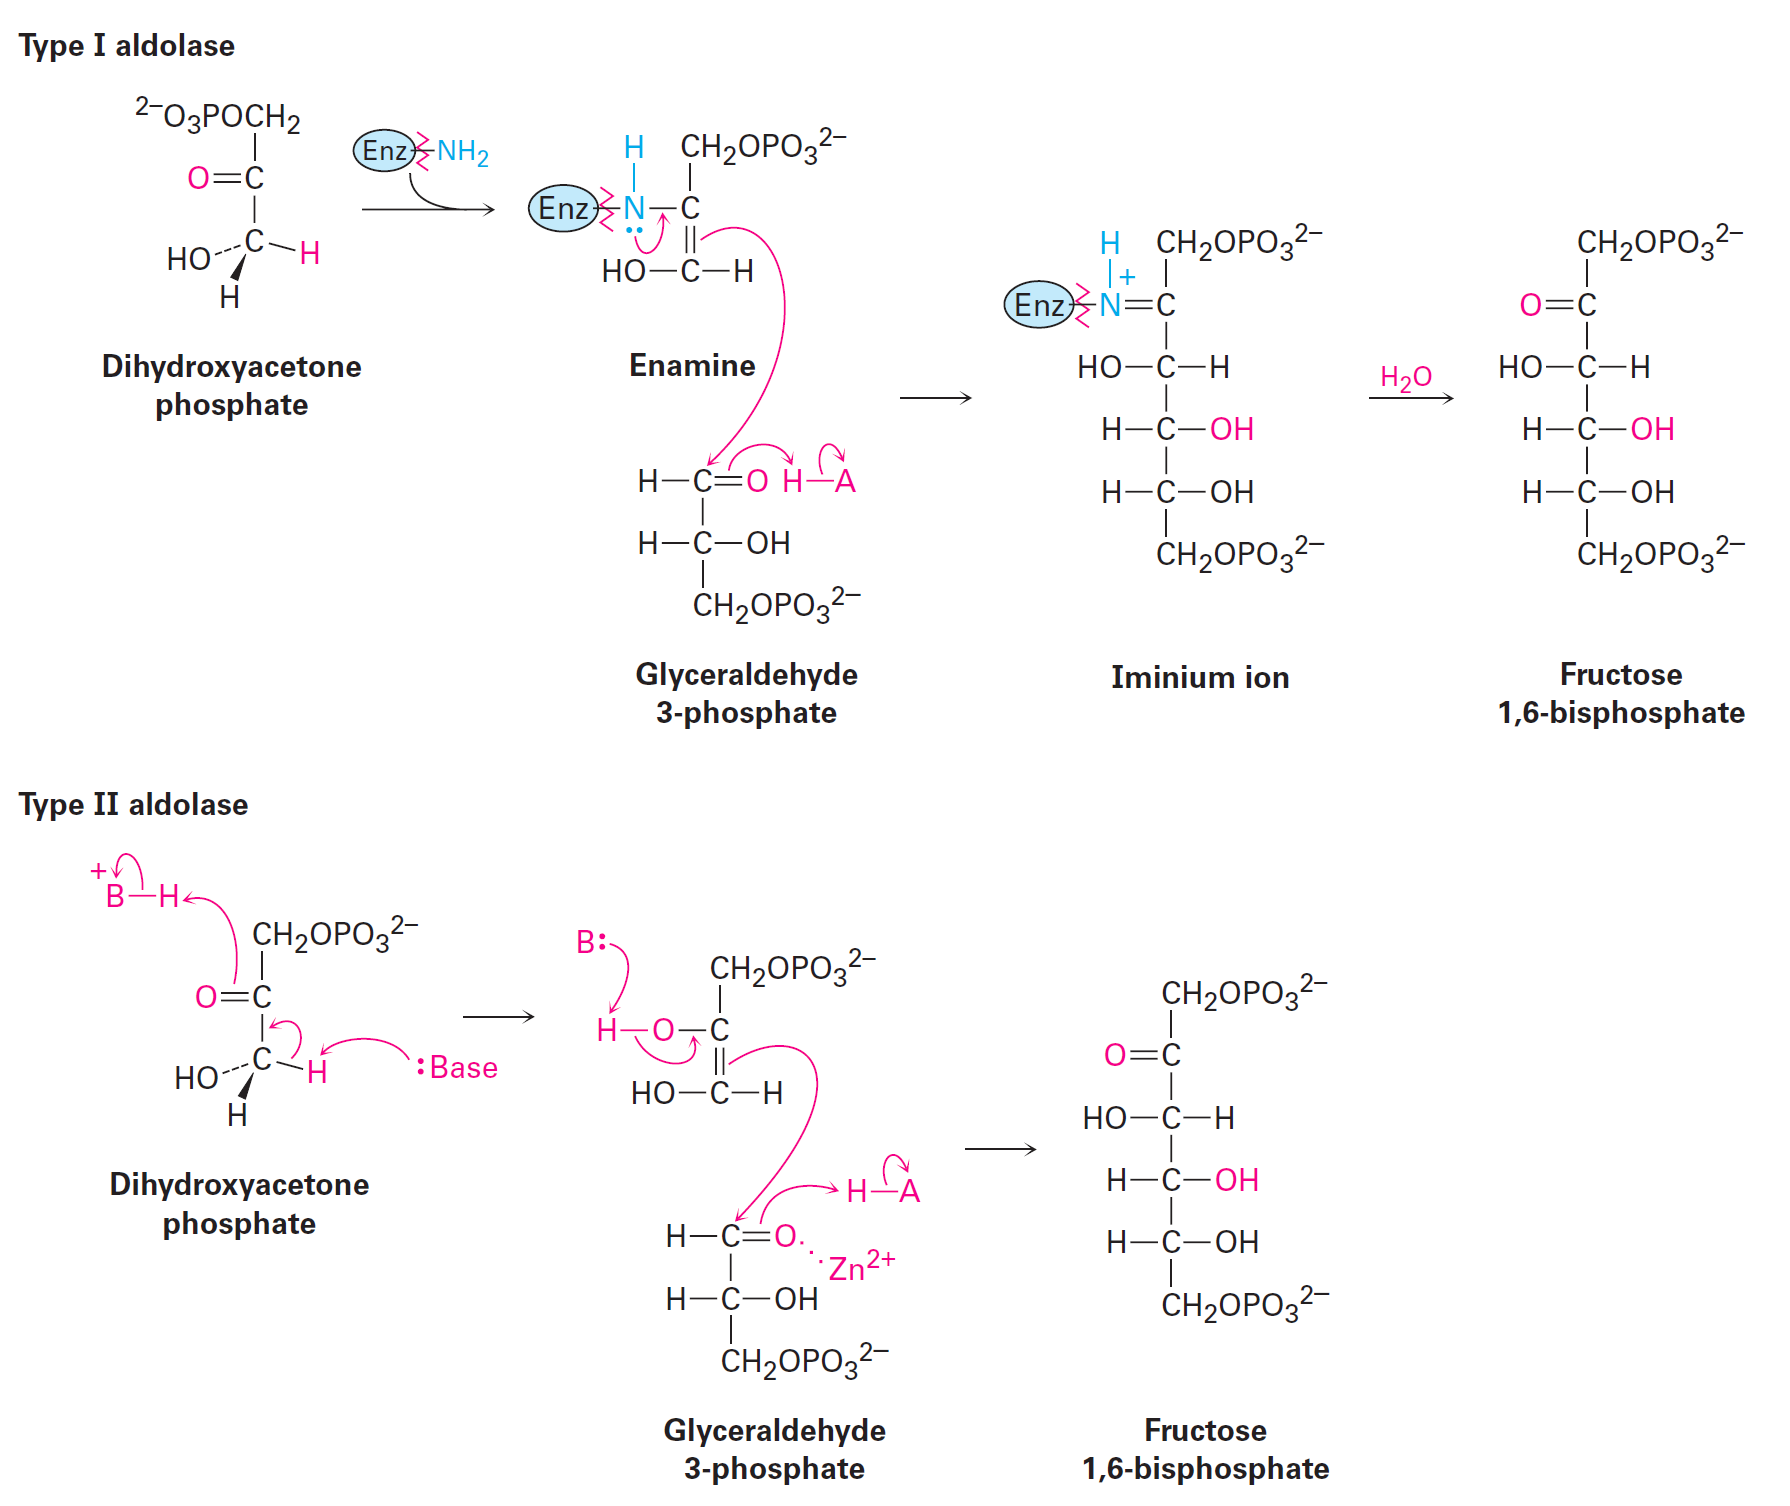 Type I aldolase
²⁻O₃POCH₂
O=C
HO C—H
H
Dihydroxyacetone
phosphate
Enz NH₂
H CH₂OPO₃²⁻
Enz N—C
HO—C—H
Enamine
H—C=O H—A
H—C—OH
CH₂OPO₃²⁻
Glyceraldehyde
3-phosphate
H CH₂OPO₃²⁻
+
Enz N=C
HO—C—H
H—C—OH
H—C—OH
CH₂OPO₃²⁻
Iminium ion
H₂O
CH₂OPO₃²⁻
O=C
HO—C—H
H—C—OH
H—C—OH
CH₂OPO₃²⁻
Fructose
1,6-bisphosphate
Type II aldolase
+
B—H
CH₂OPO₃²⁻
O=C
HO C—H :Base
H
Dihydroxyacetone
phosphate
B:
CH₂OPO₃²⁻
H—O—C
HO—C—H
H—A
H—C=O
Zn²⁺
H—C—OH
CH₂OPO₃²⁻
Glyceraldehyde
3-phosphate
CH₂OPO₃²⁻
O=C
HO—C—H
H—C—OH
H—C—OH
CH₂OPO₃²⁻
Fructose
1,6-bisphosphate